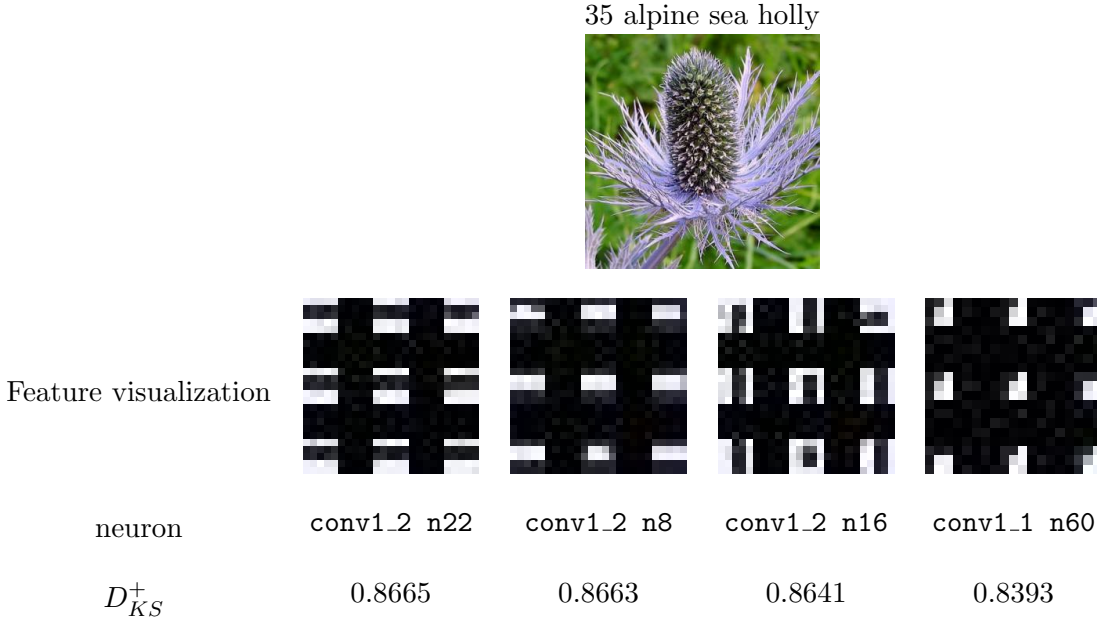 35 alpine sea holly
Feature visualization
neuron conv1_2 n22 conv1_2 n8 conv1_2 n16 conv1_1 n60
D_{KS}^{+} 0.8665 0.8663 0.8641 0.8393